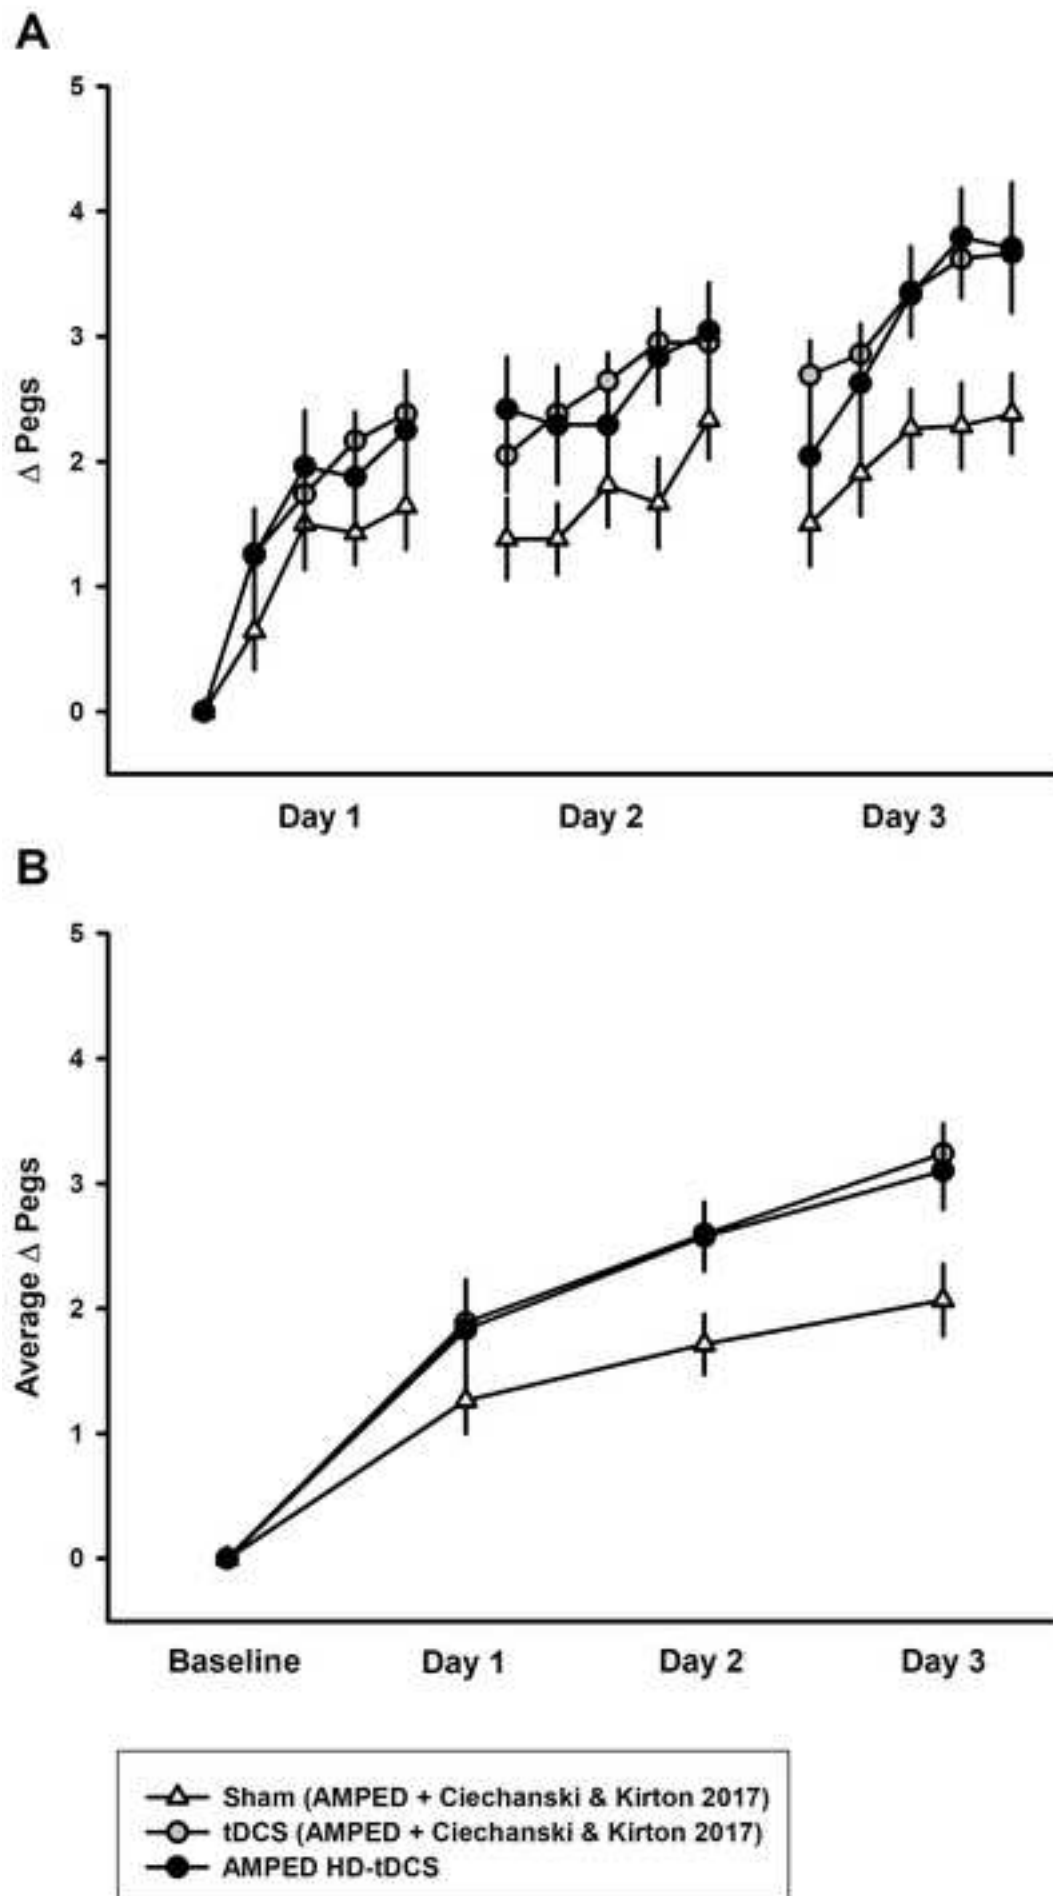 A
5
4
3
2
1
0
Δ Pegs
Day 1 Day 2 Day 3
B
5
4
3
2
1
0
Average Δ Pegs
Baseline Day 1 Day 2 Day 3
Sham (AMPED + Ciechanski & Kirton 2017)
tDCS (AMPED + Ciechanski & Kirton 2017)
AMPED HD-tDCS